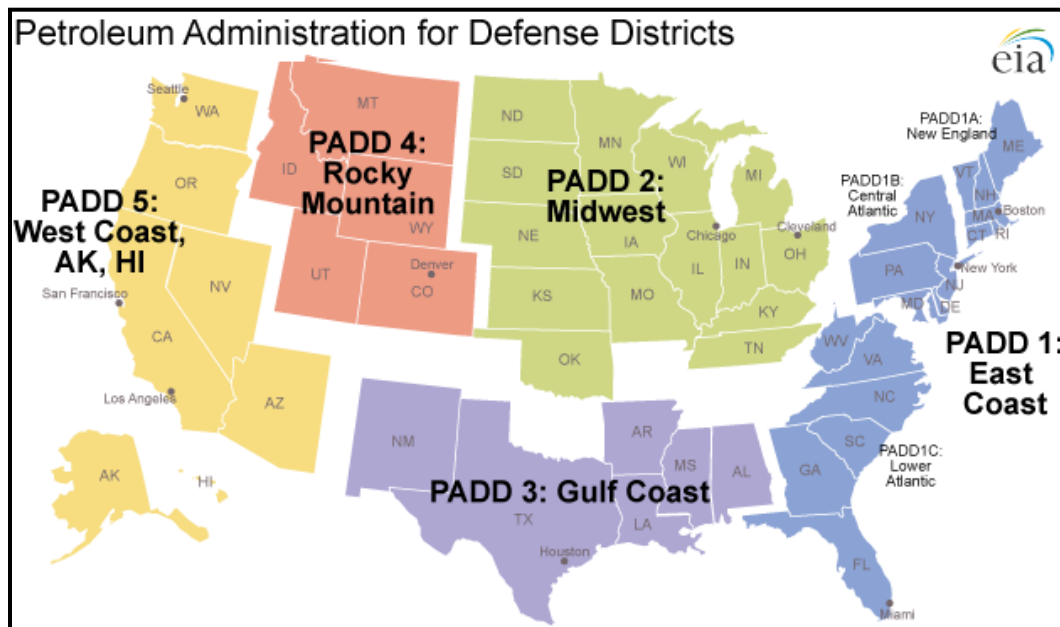 Petroleum Administration for Defense Districts
eia
Seattle
WA
OR
PADD 5:
West Coast,
AK, HI
San Francisco
NV
CA
Los Angeles
AZ
AK
HI
MT
ID
PADD 4:
Rocky
Mountain
WY
UT
Denver
CO
ND
MN
SD
WI
MI
PADD 2:
Midwest
NE
IA
Chicago
Cleveland
IL
IN
OH
KS
MO
KY
OK
TN
NM
AR
MS
AL
PADD 3: Gulf Coast
TX
LA
Houston
PADD1A:
New England
ME
VT
NH
PADD1B:
Central
Atlantic
NY
MA
Boston
CT
RI
PA
New York
NJ
MD
DE
WV
VA
PADD 1:
East
Coast
NC
SC
PADD1C:
Lower
Atlantic
GA
FL
Miami